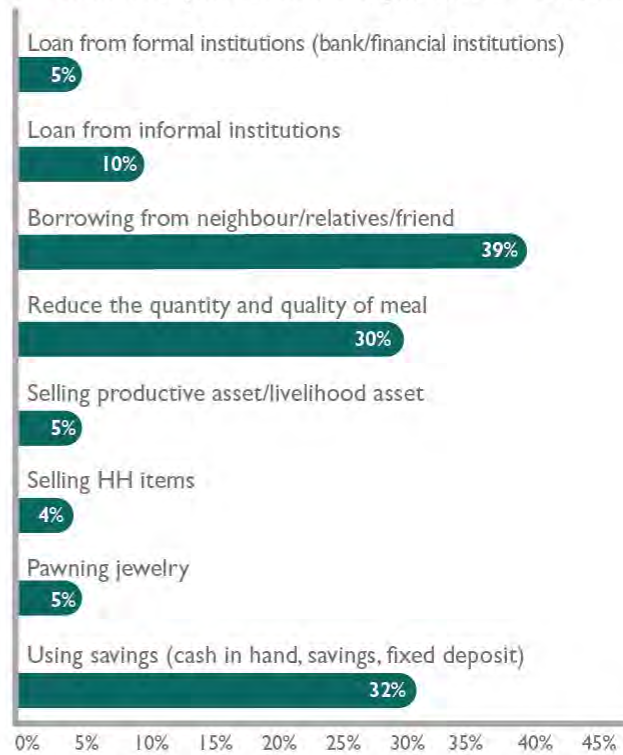 Loan from formal institutions (bank/financial institutions)
5%
Loan from informal institutions
10%
Borrowing from neighbour/relatives/friend
39%
Reduce the quantity and quality of meal
30%
Selling productive asset/livelihood asset
5%
Selling HH items
4%
Pawning jewelry
5%
Using savings (cash in hand, savings, fixed deposit)
32%
0% 5% 10% 15% 20% 25% 30% 35% 40% 45%